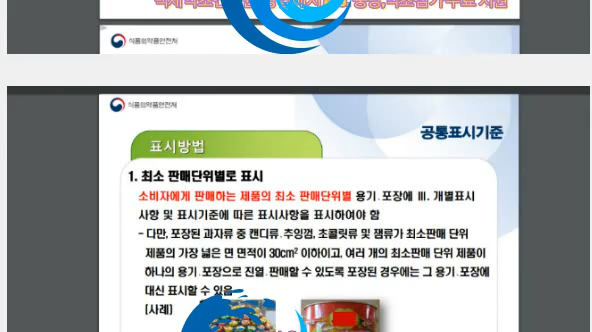 식품의약품안전처
식품의약품안전처
공통표시기준
표시방법
1. 최소 판매단위별로 표시
소비자에게 판매하는 제품의 최소 판매단위별 용기·포장에 Ⅲ. 개별표시
사항 및 표시기준에 따른 표시사항을 표시하여야 함
- 다만, 포장된 과자류 중 캔디류·추잉껌, 초콜릿류 및 잼류가 최소판매 단위
제품의 가장 넓은 면 면적이 30cm² 이하이고, 여러 개의 최소판매 단위 제품이
하나의 용기·포장으로 진열·판매할 수 있도록 포장된 경우에는 그 용기·포장에
대신 표시할 수 있음
[사례]